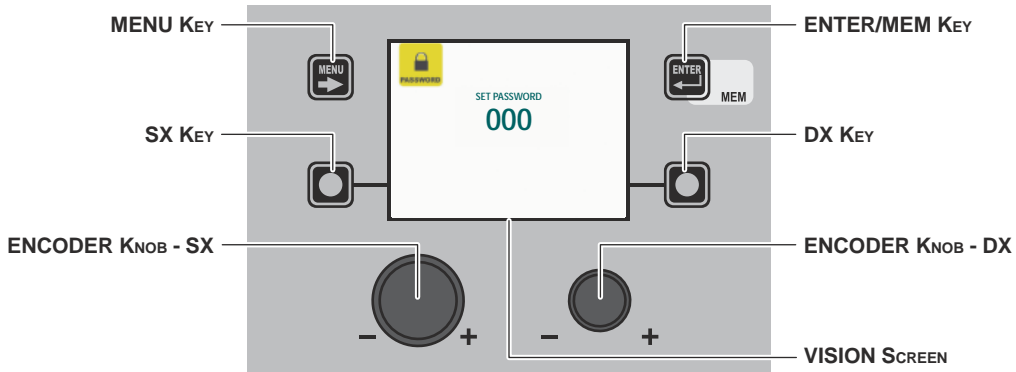 MENU KEY
ENTER/MEM KEY
MENU
PASSWORD
SET PASSWORD
000
ENTER
MEM
SX KEY
DX KEY
ENCODER KNOB - SX
ENCODER KNOB - DX
– +
– +
VISION SCREEN